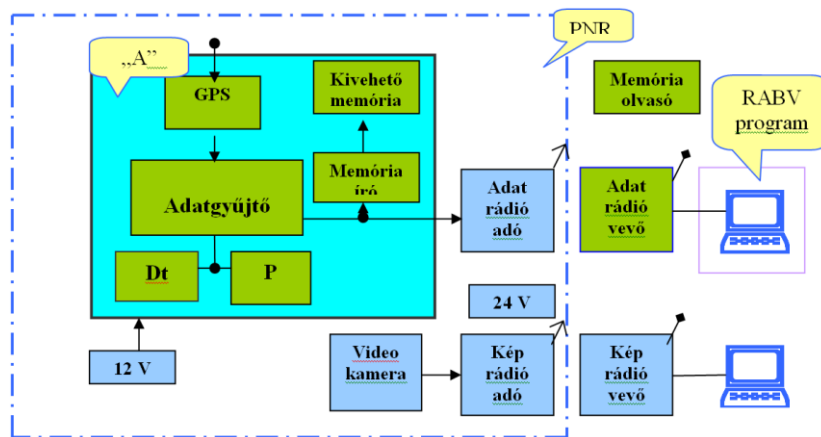 PNR
„A”
GPS
Kivehető
memória
Memória
olvasó
RABV
program
Adatgyűjtő
Memória
író
Adat
rádió
adó
Adat
rádió
vevő
Dt
P
24 V
12 V
Video
kamera
Kép
rádió
adó
Kép
rádió
vevő